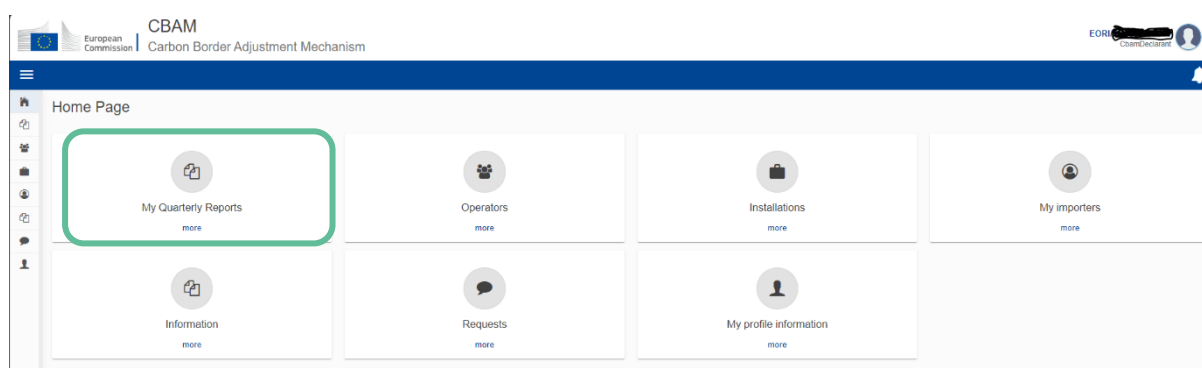 European
Commission
CBAM
Carbon Border Adjustment Mechanism
EORI
CbamDeclarant
Home Page
My Quarterly Reports
more
Operators
more
Installations
more
My importers
more
Information
more
Requests
more
My profile information
more